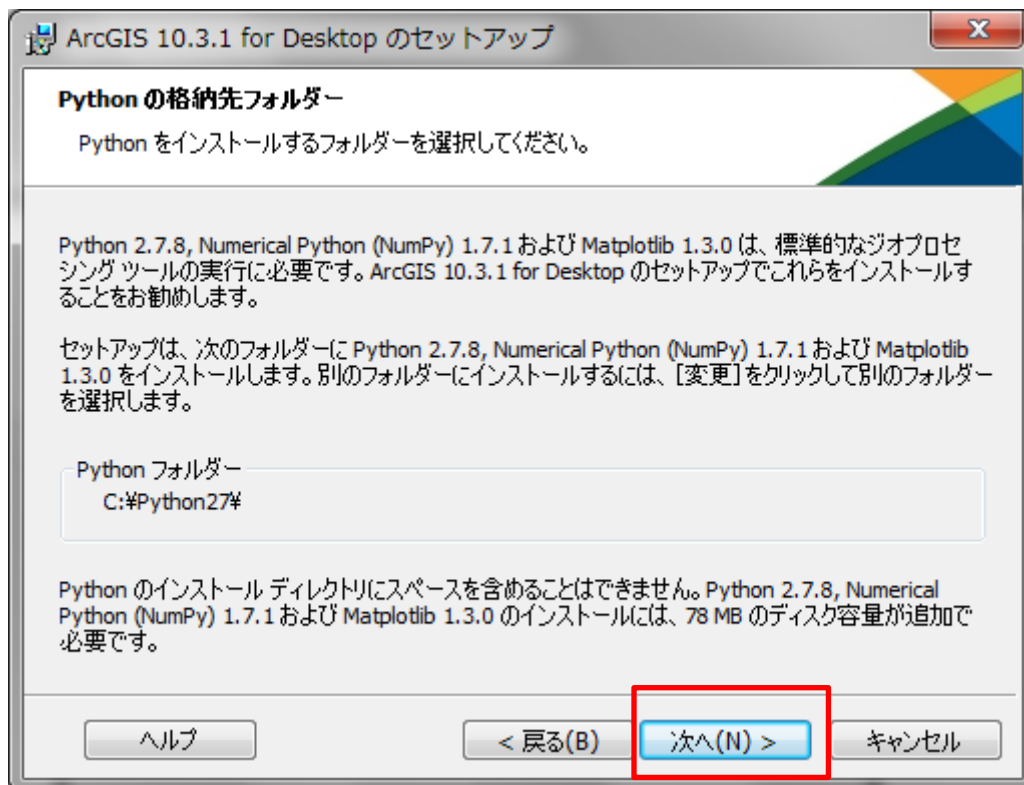 ArcGIS 10.3.1 for Desktop のセットアップ
Python の格納先フォルダー
Python をインストールするフォルダーを選択してください。
Python 2.7.8, Numerical Python (NumPy) 1.7.1 および Matplotlib 1.3.0 は、標準的なジオプロセ
シング ツールの実行に必要です。ArcGIS 10.3.1 for Desktop のセットアップでこれらをインストールす
ることをお勧めします。
セットアップは、次のフォルダーに Python 2.7.8, Numerical Python (NumPy) 1.7.1 および Matplotlib
1.3.0 をインストールします。別のフォルダーにインストールするには、[変更]をクリックして別のフォルダー
を選択します。
Python フォルダー
C:¥Python27¥
Python のインストール ディレクトリにスペースを含めることはできません。Python 2.7.8, Numerical
Python (NumPy) 1.7.1 および Matplotlib 1.3.0 のインストールには、78 MB のディスク容量が追加で
必要です。
ヘルプ
< 戻る(B)
次へ(N) >
キャンセル